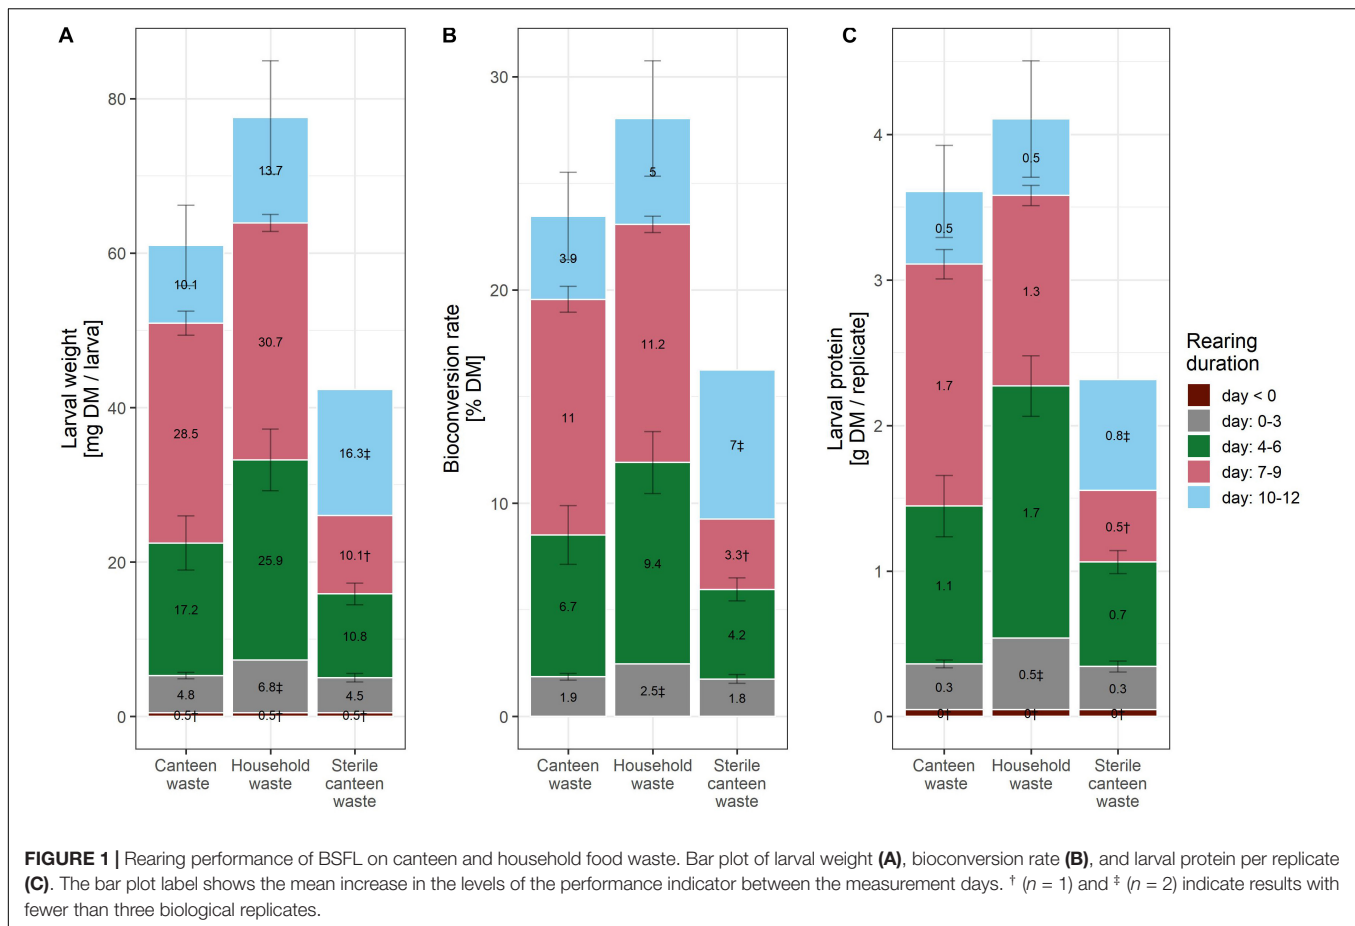 A
B
C
80
60
40
20
0
Larval weight
[mg DM / larva]
10.1
28.5
17.2
4.8
0.5†
13.7
30.7
25.9
6.8‡
0.5†
16.3‡
10.1†
10.8
4.5
0.5†
Canteen
waste
Household
waste
Sterile
canteen
waste
30
20
10
0
Bioconversion rate
[% DM]
3.9
11
6.7
1.9
5
11.2
9.4
2.5‡
7‡
3.3†
4.2
1.8
Canteen
waste
Household
waste
Sterile
canteen
waste
4
3
2
1
0
Larval protein
[g DM / replicate]
0.5
1.7
1.1
0.3
0†
0.5
1.3
1.7
0.5‡
0†
0.8‡
0.5†
0.7
0.3
0†
Canteen
waste
Household
waste
Sterile
canteen
waste
Rearing
duration
day < 0
day: 0-3
day: 4-6
day: 7-9
day: 10-12
FIGURE 1 | Rearing performance of BSFL on canteen and household food waste. Bar plot of larval weight (A), bioconversion rate (B), and larval protein per replicate
(C). The bar plot label shows the mean increase in the levels of the performance indicator between the measurement days. † (n = 1) and ‡ (n = 2) indicate results with
fewer than three biological replicates.